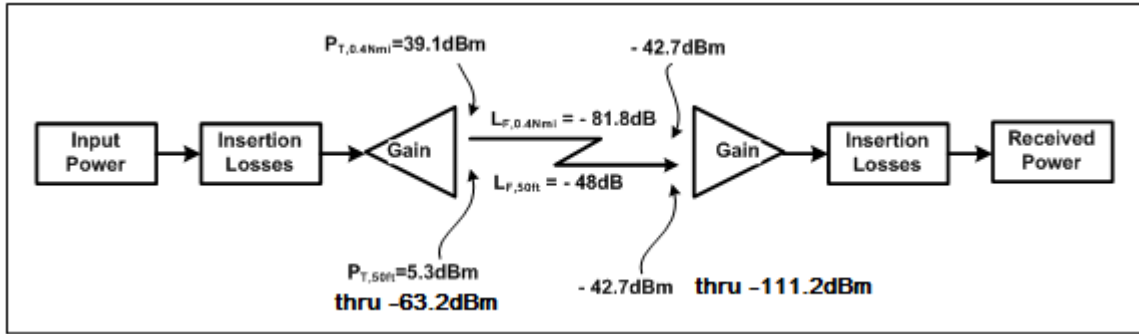 P_T,0.4Nmi=39.1dBm
- 42.7dBm
L_F,0.4Nmi = - 81.8dB
Input
Power
Insertion
Losses
Gain
Gain
Insertion
Losses
Received
Power
L_F,50ft = - 48dB
P_T,50ft=5.3dBm
thru -63.2dBm
- 42.7dBm
thru -111.2dBm